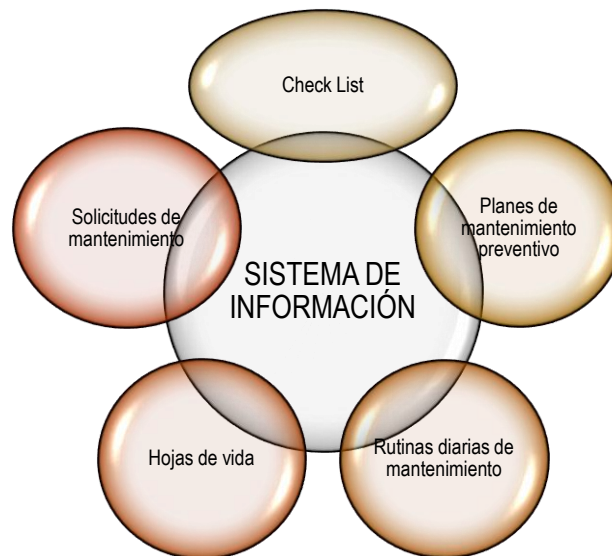 Check List
Solicitudes de
mantenimiento
Planes de
mantenimiento
preventivo
SISTEMA DE
INFORMACIÓN
Hojas de vida
Rutinas diarias de
mantenimiento